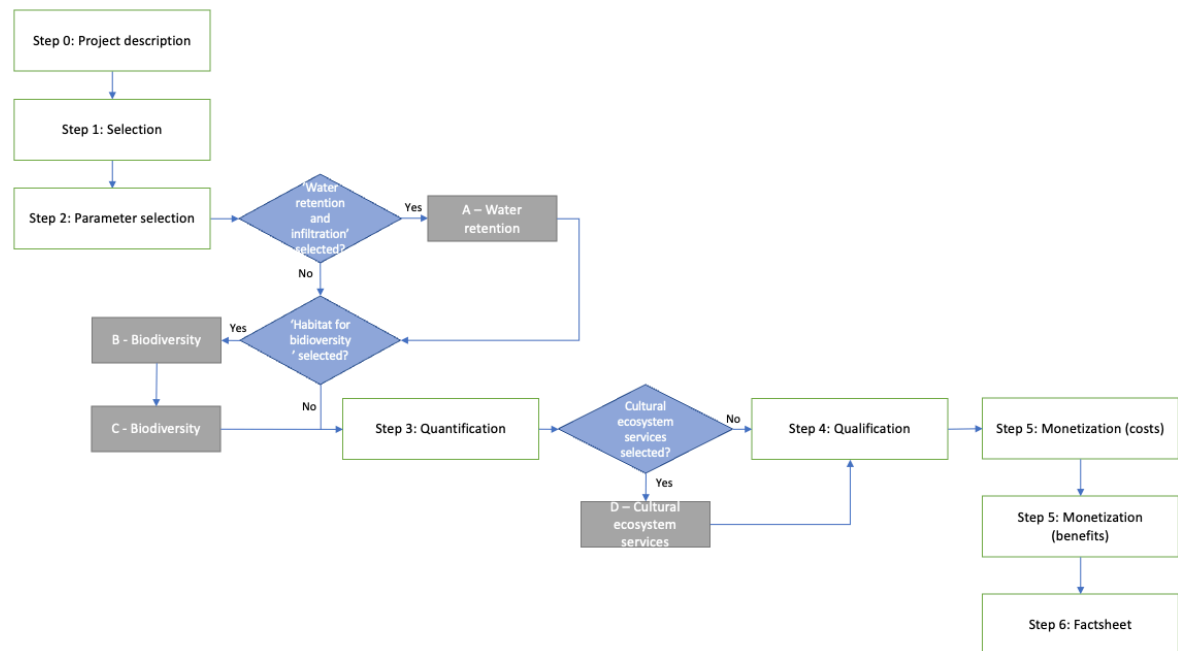 Step 0: Project description
Step 1: Selection
Step 2: Parameter selection
'Water
retention
and
infiltration'
selected?
Yes
A – Water
retention
No
'Habitat for
bidioversity
' selected?
Yes
B - Biodiversity
No
C - Biodiversity
Step 3: Quantification
Cultural
ecosystem
services
selected?
No
Yes
D – Cultural
ecosystem
services
Step 4: Qualification
Step 5: Monetization (costs)
Step 5: Monetization
(benefits)
Step 6: Factsheet